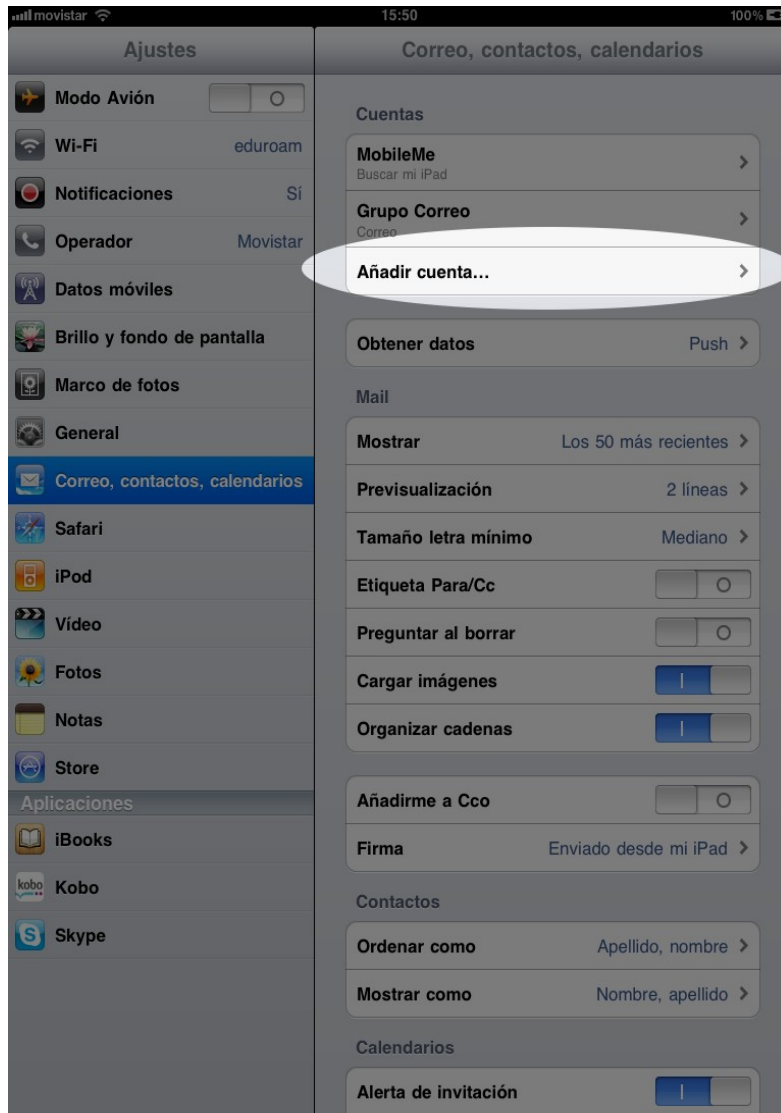 movistar 15:50 100%
Ajustes
Modo Avión
Wi-Fi eduroam
Notificaciones Sí
Operador Movistar
Datos móviles
Brillo y fondo de pantalla
Marco de fotos
General
Correo, contactos, calendarios
Safari
iPod
Vídeo
Fotos
Notas
Store
Aplicaciones
iBooks
kobo Kobo
Skype
Correo, contactos, calendarios
Cuentas
MobileMe
Buscar mi iPad
Grupo Correo
Correo
Añadir cuenta...
Obtener datos Push
Mail
Mostrar Los 50 más recientes
Previsualización 2 líneas
Tamaño letra mínimo Mediano
Etiqueta Para/Cc
Preguntar al borrar
Cargar imágenes
Organizar cadenas
Añadirme a Cco
Firma Enviado desde mi iPad
Contactos
Ordenar como Apellido, nombre
Mostrar como Nombre, apellido
Calendarios
Alerta de invitación